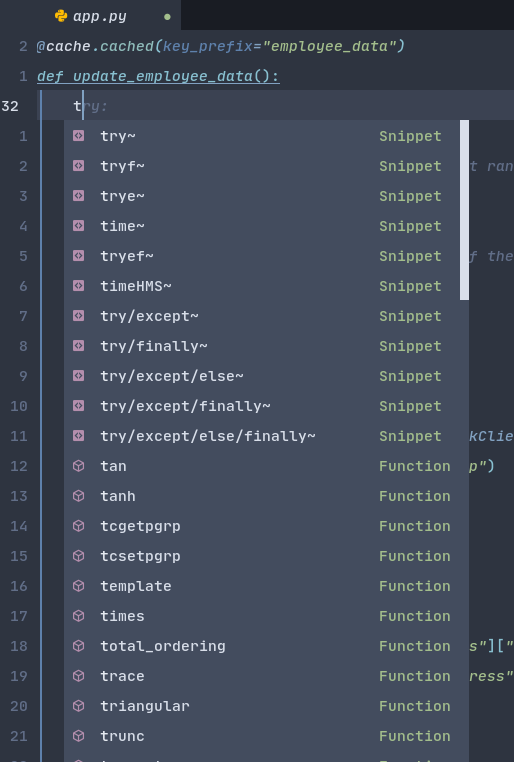 app.py ●
2 @cache.cached(key_prefix="employee_data")
1 def update_employee_data():
32 try:
1 try~ Snippet
2 tryf~ Snippet t ran
3 trye~ Snippet
4 time~ Snippet
5 tryef~ Snippet f the
6 timeHMS~ Snippet
7 try/except~ Snippet
8 try/finally~ Snippet
9 try/except/else~ Snippet
10 try/except/finally~ Snippet
11 try/except/else/finally~ Snippet kClie
12 tan Function p")
13 tanh Function
14 tcgetpgrp Function
15 tcsetpgrp Function
16 template Function
17 times Function
18 total_ordering Function s"]["
19 trace Function ress"
20 triangular Function
21 trunc Function